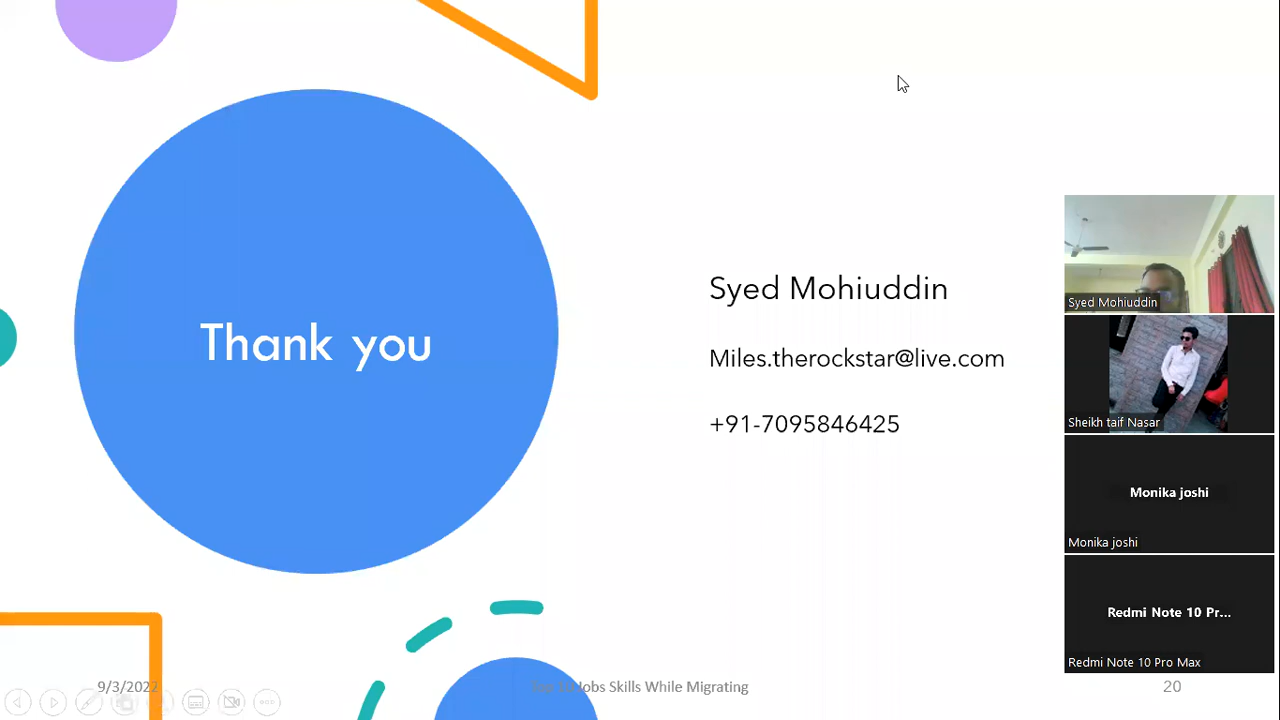 Thank you
Syed Mohiuddin
Miles.therockstar@live.com
+91-7095846425
Syed Mohiuddin
Sheikh taif Nasar
Monika joshi
Monika joshi
Redmi Note 10 Pr...
Redmi Note 10 Pro Max
9/3/2022
Jobs Skills While Migrating
20